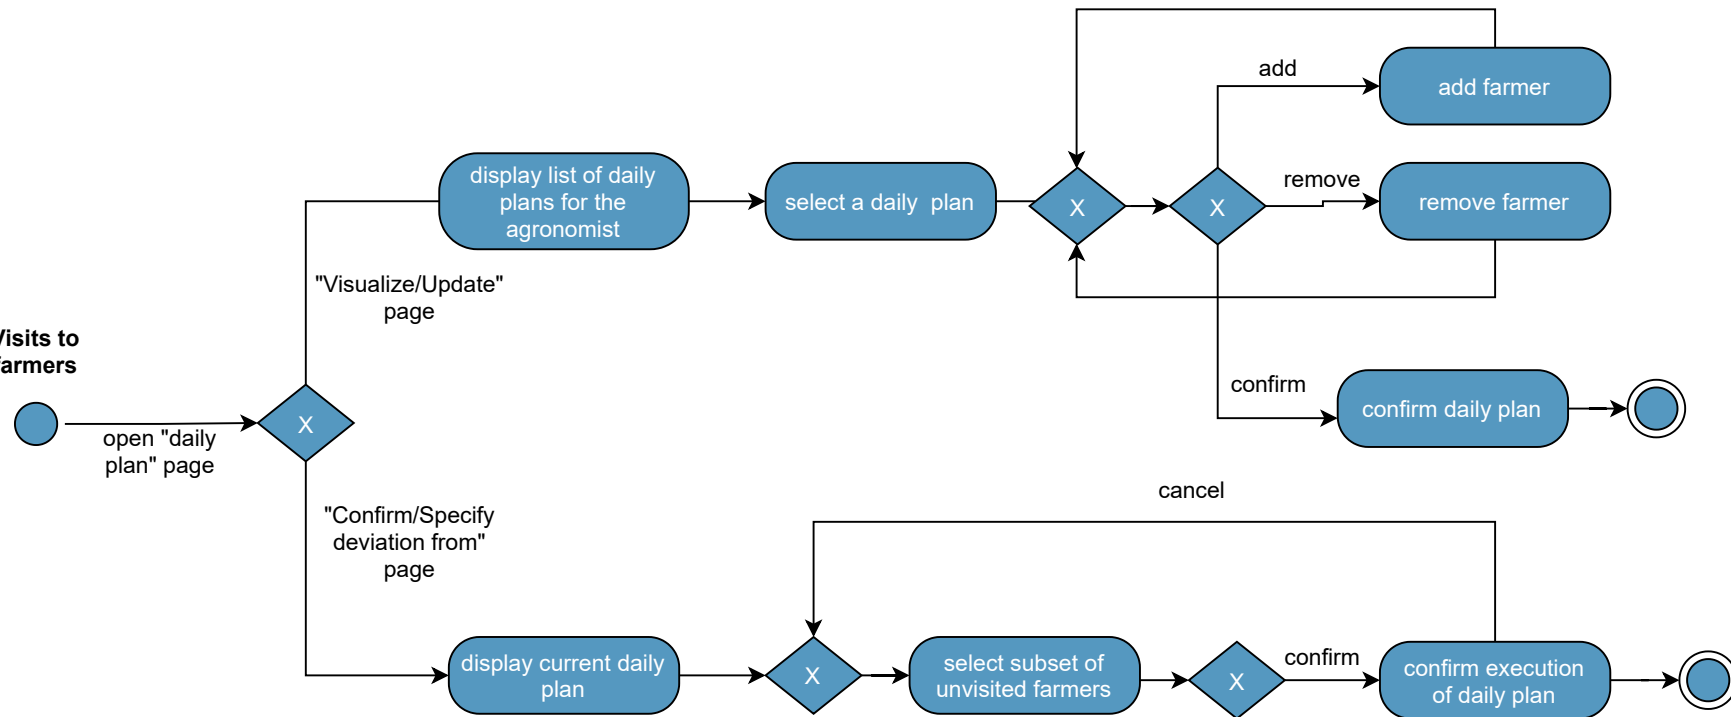 add
add farmer
display list of daily
plans for the
agronomist
select a daily plan
X
X
remove
remove farmer
"Visualize/Update"
page
Visits to
farmers
X
open "daily
plan" page
confirm
confirm daily plan
cancel
"Confirm/Specify
deviation from"
page
display current daily
plan
X
select subset of
unvisited farmers
X
confirm
confirm execution
of daily plan